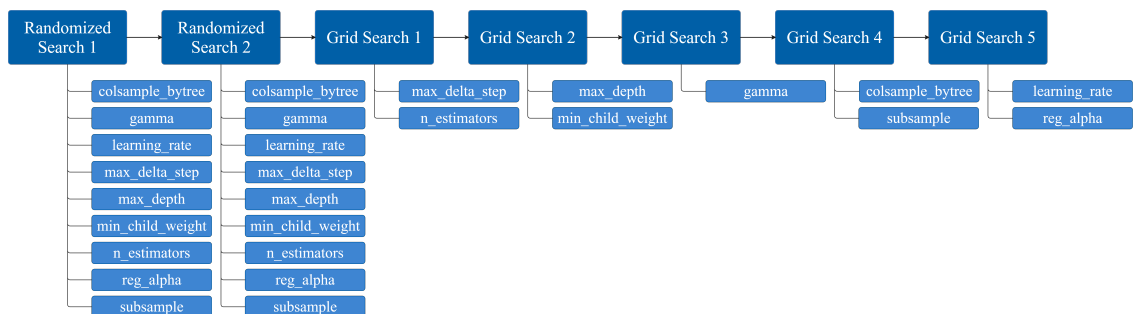 Randomized
Search 1
Randomized
Search 2
Grid Search 1
Grid Search 2
Grid Search 3
Grid Search 4
Grid Search 5
colsample_bytree
gamma
learning_rate
max_delta_step
max_depth
min_child_weight
n_estimators
reg_alpha
subsample
colsample_bytree
gamma
learning_rate
max_delta_step
max_depth
min_child_weight
n_estimators
reg_alpha
subsample
max_delta_step
n_estimators
max_depth
min_child_weight
gamma
colsample_bytree
subsample
learning_rate
reg_alpha